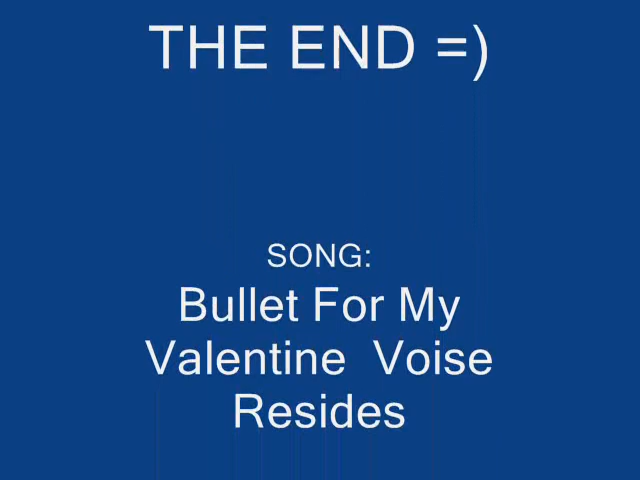 THE END =)
SONG:
Bullet For My
Valentine  Voise
Resides